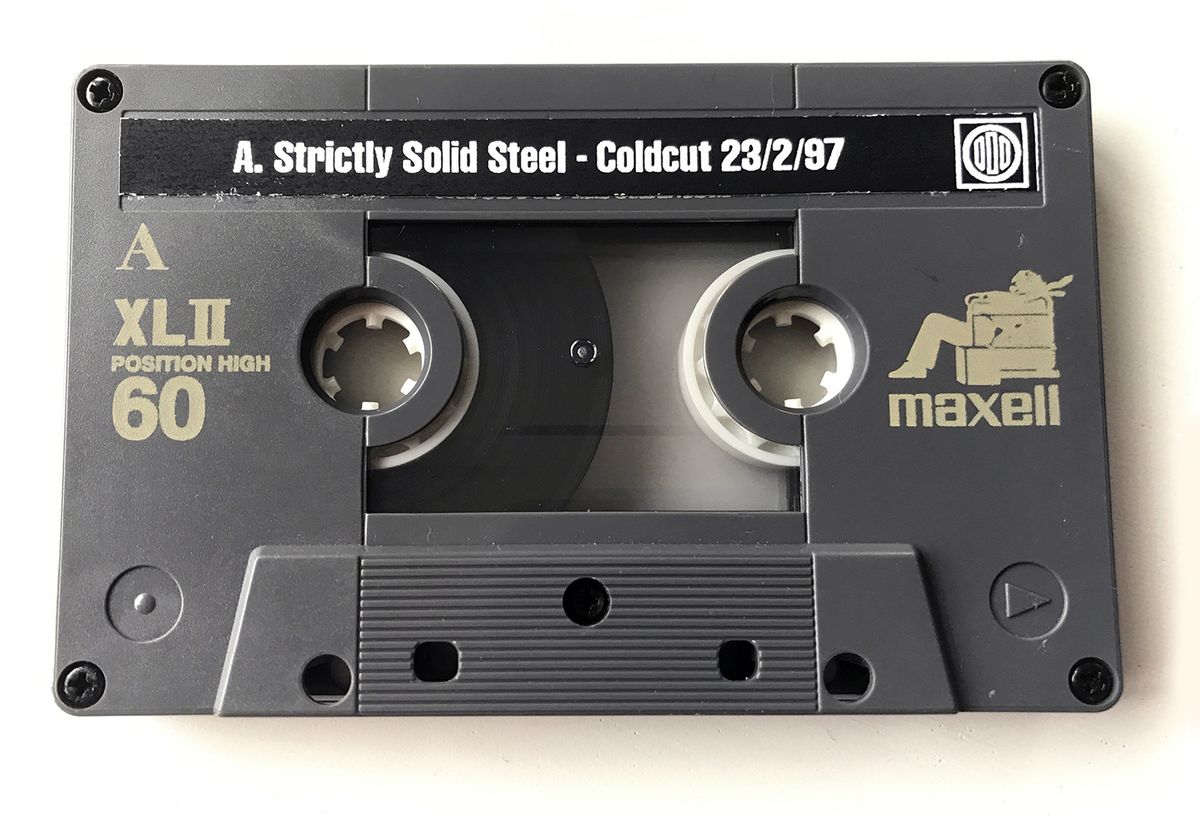 A. Strictly Solid Steel - Coldcut 23/2/97
A
XLII
POSITION HIGH
60
maxell